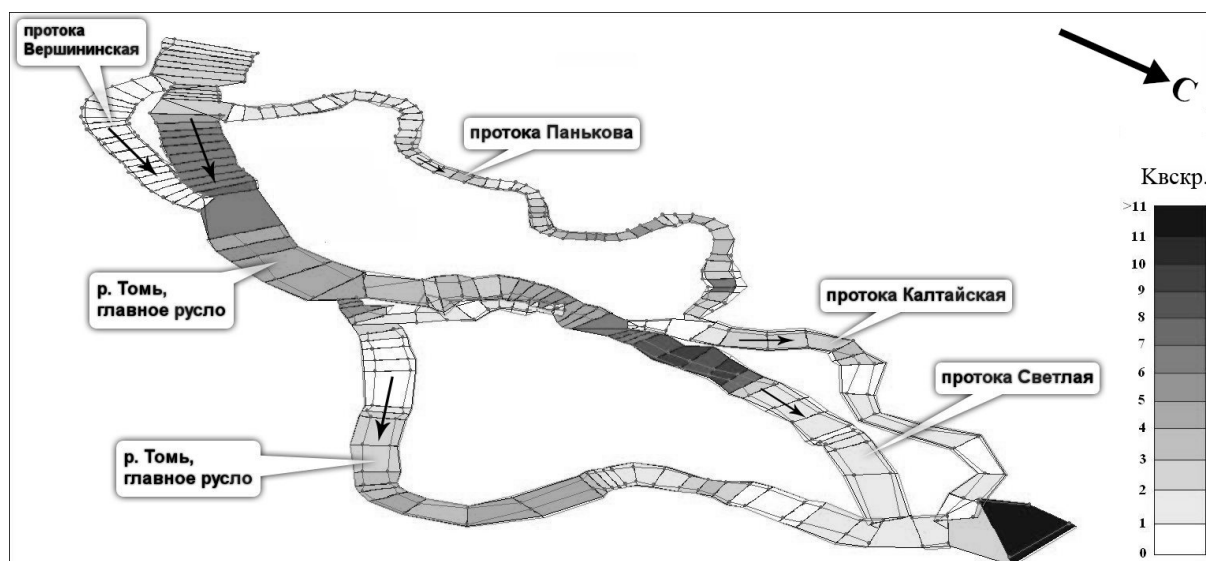 протока
Вершининская
С
протока Панькова
Kвскр.
>11
11
10
9
8
7
6
5
4
3
2
1
0
р. Томь,
главное русло
протока Калтайская
протока Светлая
р. Томь,
главное русло